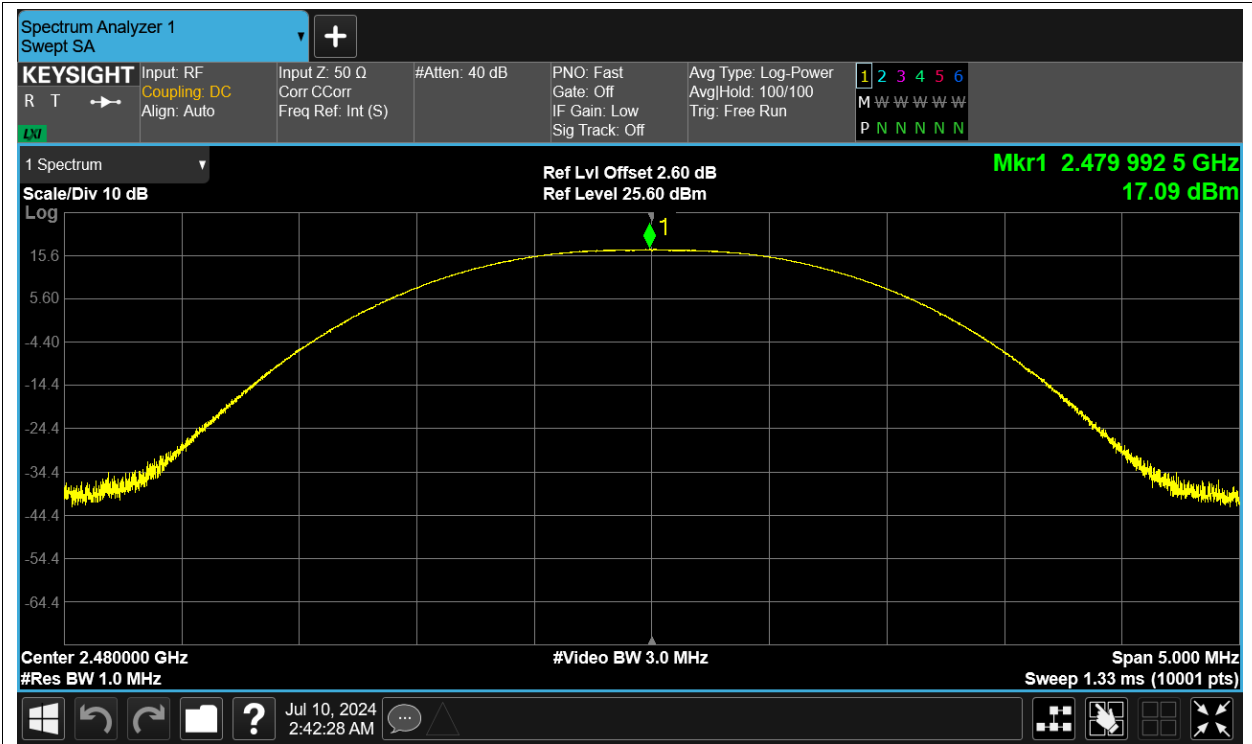 Spectrum Analyzer 1
Swept SA
KEYSIGHT
R T
LXI
Input: RF
Coupling: DC
Align: Auto
Input Z: 50 Ω
Corr CCorr
Freq Ref: Int (S)
#Atten: 40 dB
PNO: Fast
Gate: Off
IF Gain: Low
Sig Track: Off
Avg Type: Log-Power
Avg|Hold: 100/100
Trig: Free Run
1 2 3 4 5 6
M W W W W W
P N N N N N
1 Spectrum
Scale/Div 10 dB
Log
Ref Lvl Offset 2.60 dB
Ref Level 25.60 dBm
Mkr1 2.479 992 5 GHz
17.09 dBm
1
15.6
5.60
-4.40
-14.4
-24.4
-34.4
-44.4
-54.4
-64.4
Center 2.480000 GHz
#Res BW 1.0 MHz
#Video BW 3.0 MHz
Span 5.000 MHz
Sweep 1.33 ms (10001 pts)
?
Jul 10, 2024
2:42:28 AM